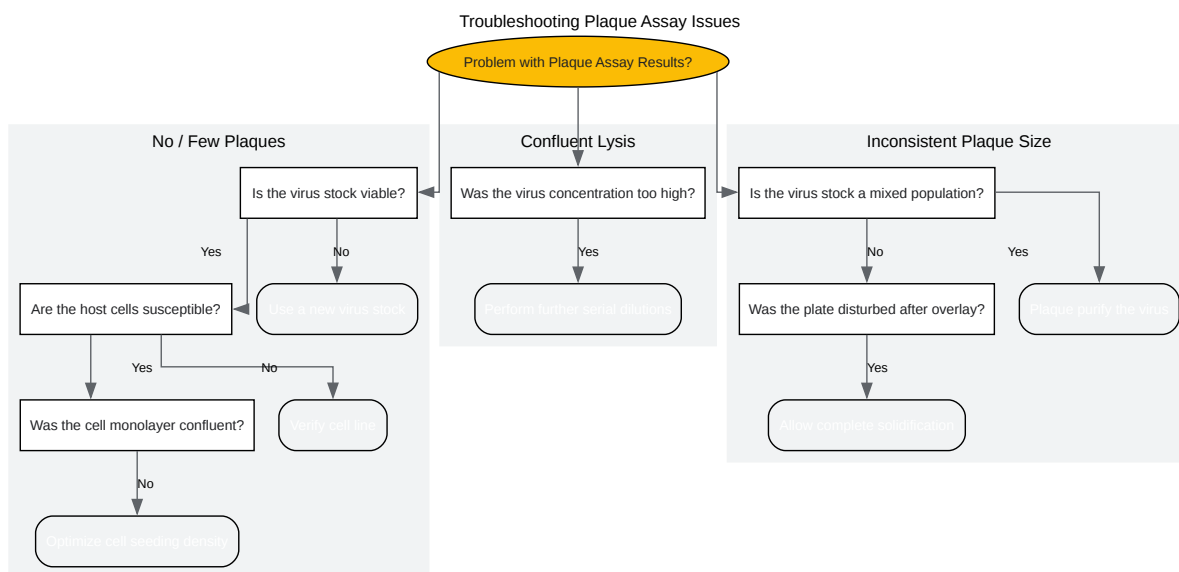 Troubleshooting Plaque Assay Issues
Problem with Plaque Assay Results?
No / Few Plaques
Confluent Lysis
Inconsistent Plaque Size
Is the virus stock viable?
Was the virus concentration too high?
Is the virus stock a mixed population?
Yes
No
Yes
No
Yes
Are the host cells susceptible?
Use a new virus stock
Perform further serial dilutions
Was the plate disturbed after overlay?
Plaque purify the virus
Yes
No
Yes
Was the cell monolayer confluent?
Verify cell line
Allow complete solidification
No
Optimize cell seeding density